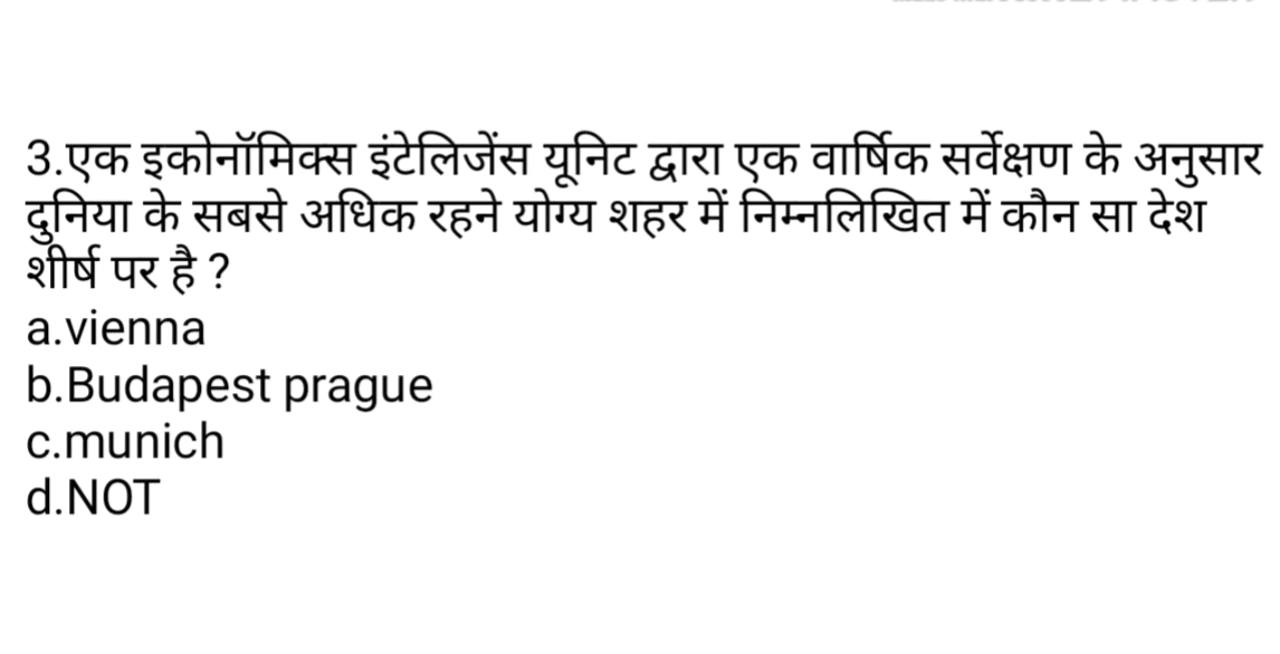 3.एक इकोनॉमिक्स इंटेलिजेंस यूनिट द्वारा एक वार्षिक सर्वेक्षण के अनुसार
दुनिया के सबसे अधिक रहने योग्य शहर में निम्नलिखित में कौन सा देश
शीर्ष पर है ?
a.vienna
b.Budapest prague
c.munich
d.NOT